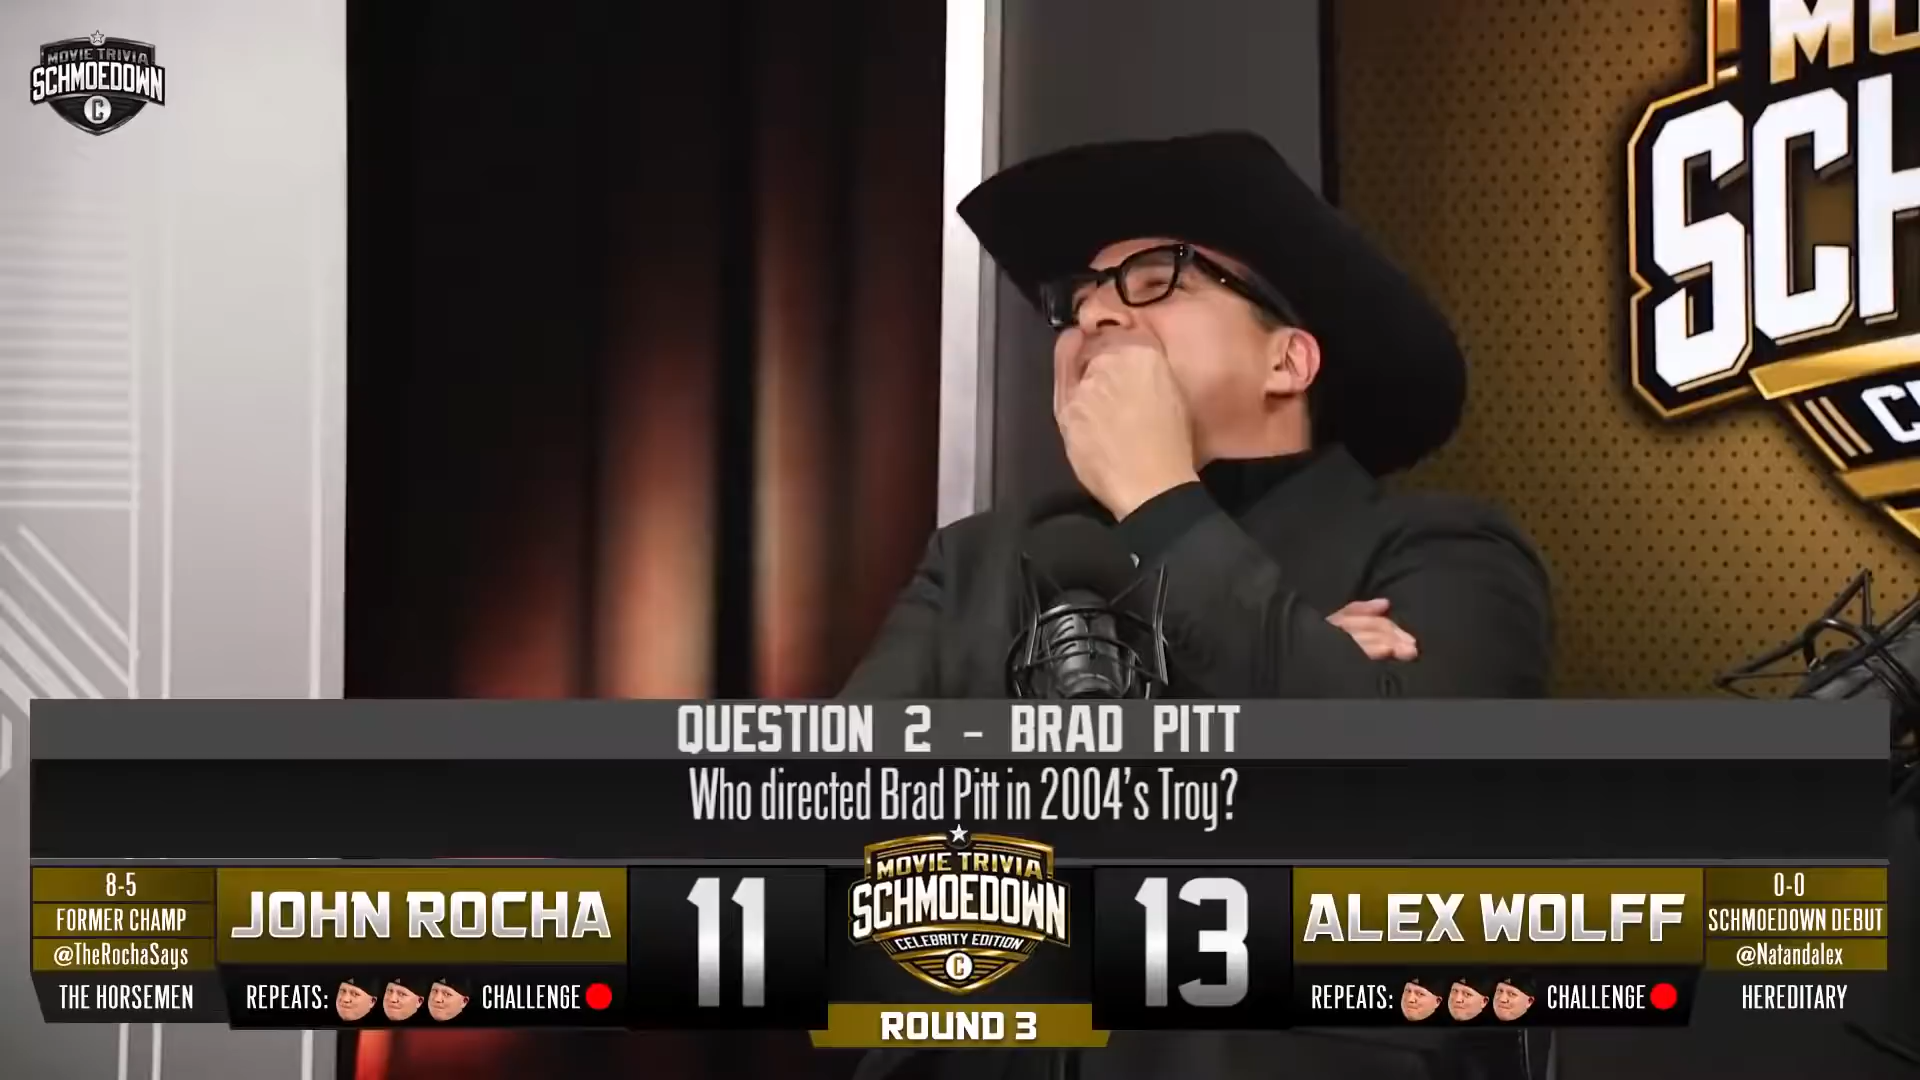 MOVIE TRIVIA
SCHMOEDOWN
C
QUESTION 2 - BRAD PITT
Who directed Brad Pitt in 2004's Troy?
8-5
FORMER CHAMP
@TheRochaSays
THE HORSEMEN
JOHN ROCHA
REPEATS:
CHALLENGE
11
MOVIE TRIVIA
SCHMOEDOWN
CELEBRITY EDITION
C
ROUND 3
13
ALEX WOLFF
REPEATS:
CHALLENGE
0-0
SCHMOEDOWN DEBUT
@Natandalex
HEREDITARY